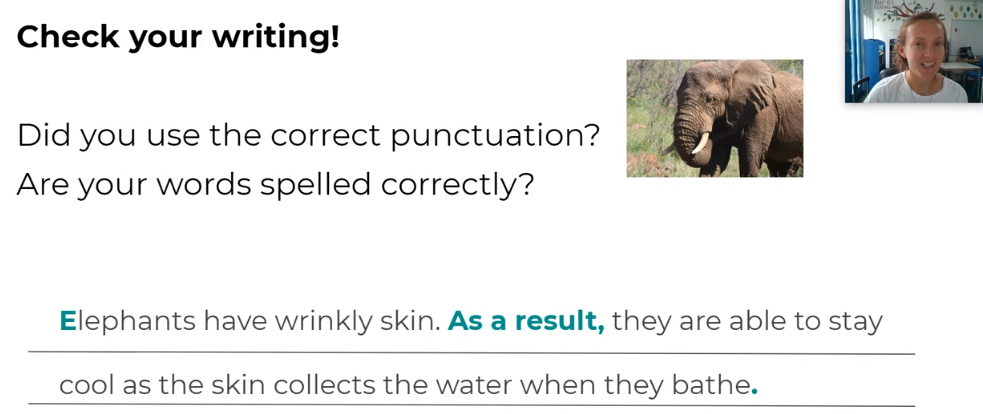 Check your writing!
Did you use the correct punctuation?
Are your words spelled correctly?
Elephants have wrinkly skin. As a result, they are able to stay
cool as the skin collects the water when they bathe.